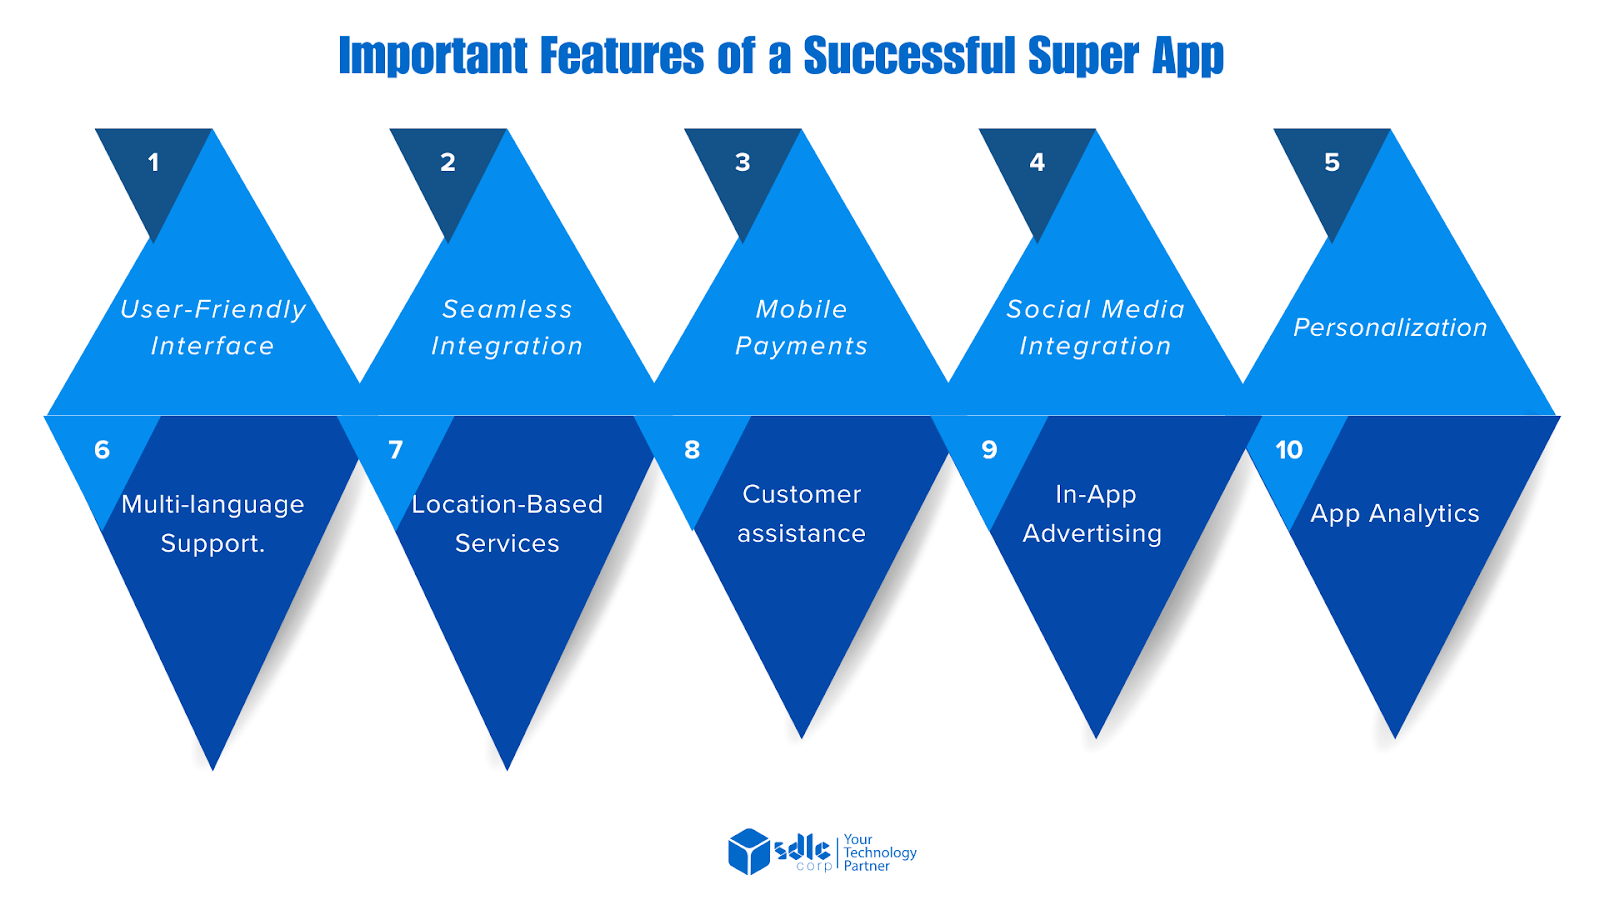 Important Features of a Successful Super App
1
User-Friendly
Interface
2
Seamless
Integration
3
Mobile
Payments
4
Social Media
Integration
5
Personalization
6
Multi-language
Support.
7
Location-Based
Services
8
Customer
assistance
9
In-App
Advertising
10
App Analytics
sdlc
corp
Your
Technology
Partner